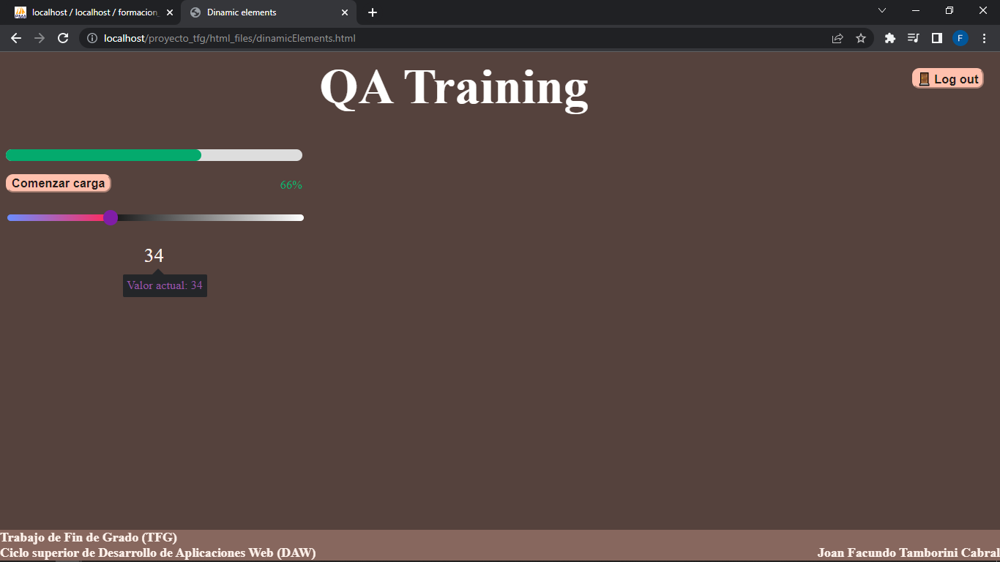 localhost / localhost / formacion_
Dinamic elements
localhost/proyecto_tfg/html_files/dinamicElements.html
F
QA Training
Log out
Comenzar carga
66%
34
Valor actual: 34
Trabajo de Fin de Grado (TFG)
Ciclo superior de Desarrollo de Aplicaciones Web (DAW)
Joan Facundo Tamborini Cabral